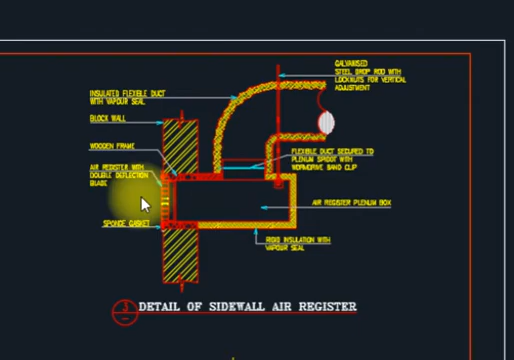 GALVANISED
STEEL DROP ROD WITH
LOCKNUTS FOR VERTICAL
ADJUSTMENT
INSULATED FLEXIBLE DUCT
WITH VAPOUR SEAL
BLOCK WALL
WOODEN FRAME
FLEXIBLE DUCT SECURED TO
PLENUM SPIGOT WITH
WORMDRIVE BAND CLIP
AIR REGISTER WITH
DOUBLE DEFLECTION
BLADE
AIR REGISTER PLENUM BOX
SPONGE GASKET
RIGID INSULATION WITH
VAPOUR SEAL
3
DETAIL OF SIDEWALL AIR REGISTER